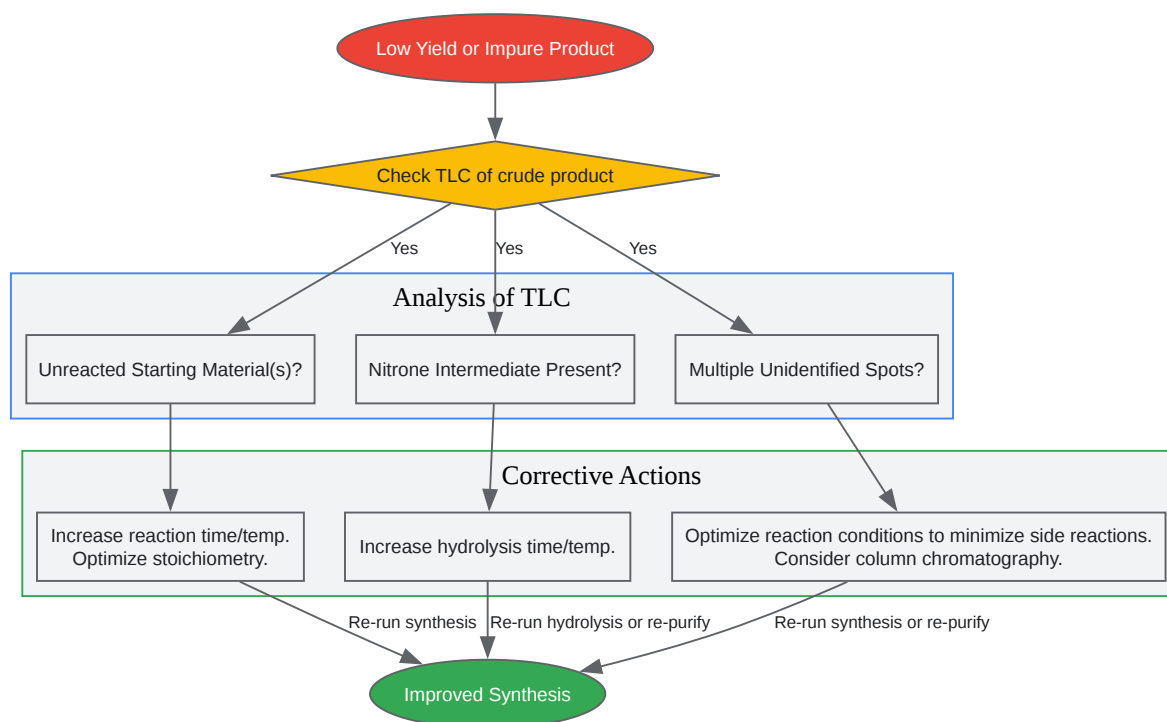 Low Yield or Impure Product
Check TLC of crude product
Yes
Yes
Yes
Analysis of TLC
Unreacted Starting Material(s)?
Nitrone Intermediate Present?
Multiple Unidentified Spots?
Corrective Actions
Increase reaction time/temp.
Optimize stoichiometry.
Increase hydrolysis time/temp.
Optimize reaction conditions to minimize side reactions.
Consider column chromatography.
Re-run synthesis
Re-run hydrolysis or re-purify
Re-run synthesis or re-purify
Improved Synthesis